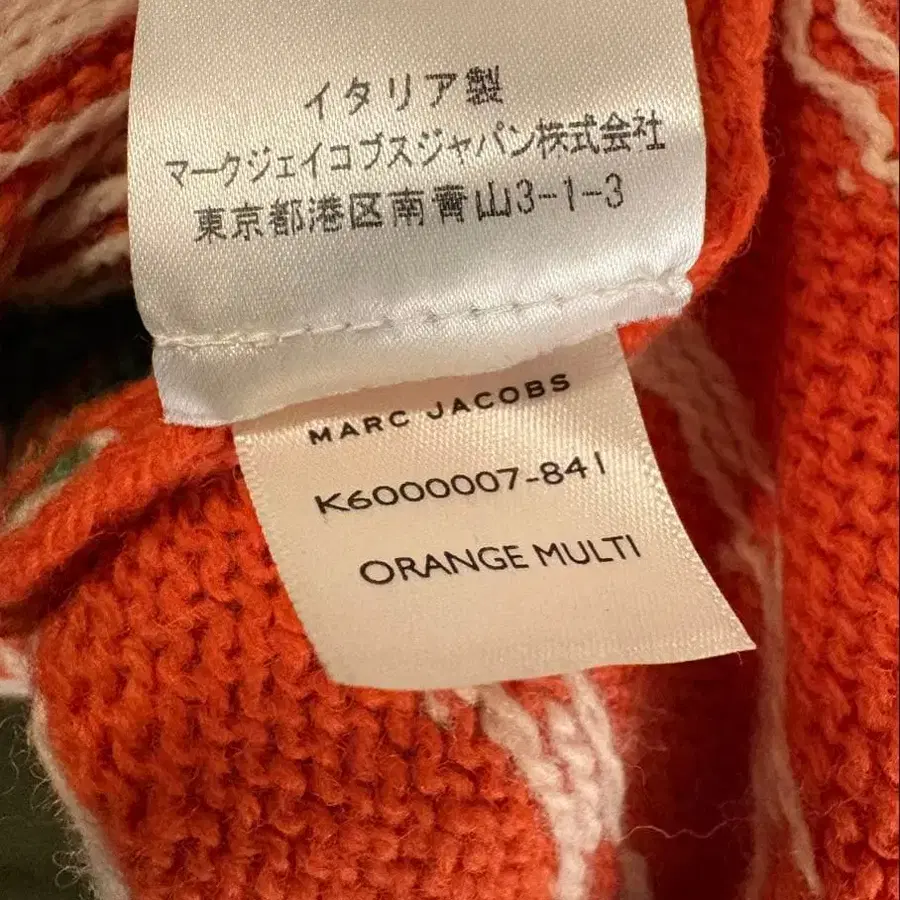 イタリア製
マークジェイコブスジャパン株式会社
東京都港区南青山3-1-3
MARC JACOBS
K6000007-841
ORANGE MULTI